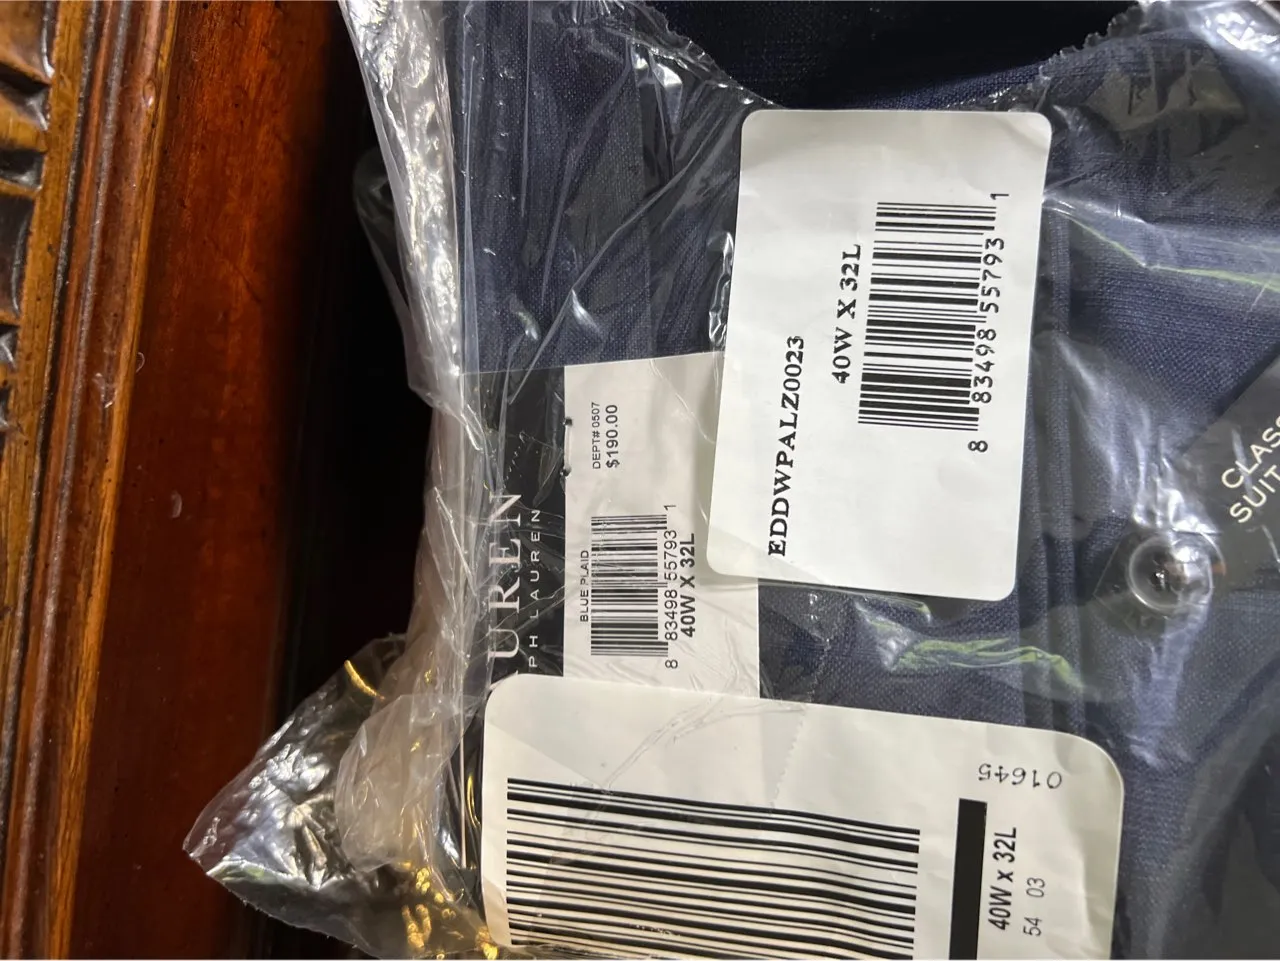 UREN
PH LAUREN
BLUE PLAID
DEPT# 0507
$190.00
8 83498 55793 1
40W X 32L
EDDWPALZ0023
40W X 32L
8 83498 55793 1
CLAS
SUIT
01645
40W x 32L
54 03